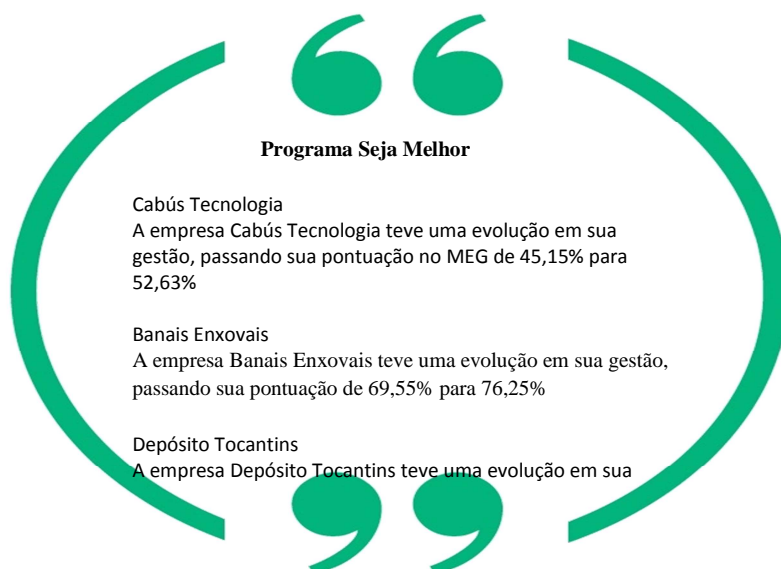 Programa Seja Melhor
Cabús Tecnologia
A empresa Cabús Tecnologia teve uma evolução em sua
gestão, passando sua pontuação no MEG de 45,15% para
52,63%
Banais Enxovais
A empresa Banais Enxovais teve uma evolução em sua gestão,
passando sua pontuação de 69,55% para 76,25%
Depósito Tocantins
A empresa Depósito Tocantins teve uma evolução em sua